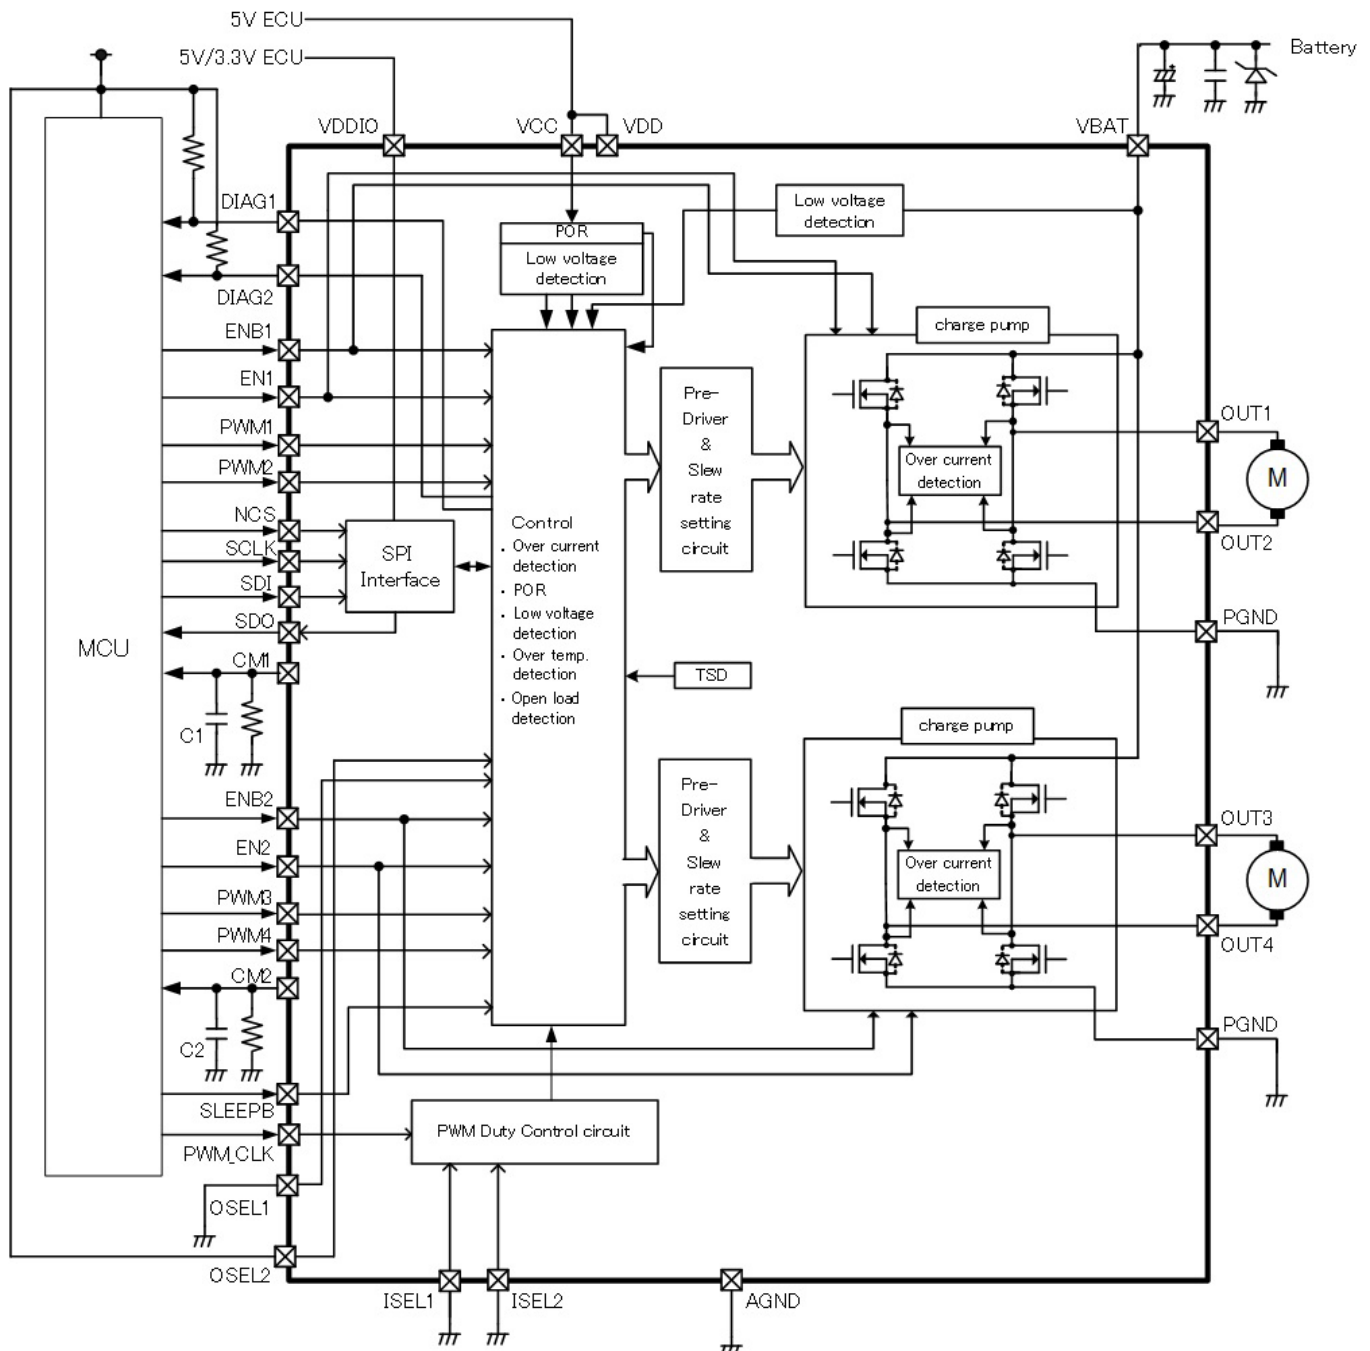 5V ECU
5V/3.3V ECU
Battery
VDDIO
VCC
VDD
VBAT
DIAG1
POR
Low voltage
detection
Low voltage
detection
DIAG2
ENB1
charge pump
EN1
Pre-
Driver
&
Slew
rate
setting
circuit
OUT1
PWM1
Over current
detection
M
PWM2
OUT2
NCS
SCLK
SDI
SDO
SPI
Interface
Control
. Over current
detection
· POR
. Low voltage
detection
· Over temp.
detection
· Open load
detection
PGND
MCU
CM1
TSD
C1
charge pump
ENB2
Pre-
Driver
&
Slew
rate
setting
circuit
OUT3
EN2
Over current
detection
M
PWM3
PWM4
OUT4
CM2
C2
PGND
SLEEPB
PWM Duty Control circuit
PWM_CLK
OSEL1
OSEL2
ISEL1
ISEL2
AGND